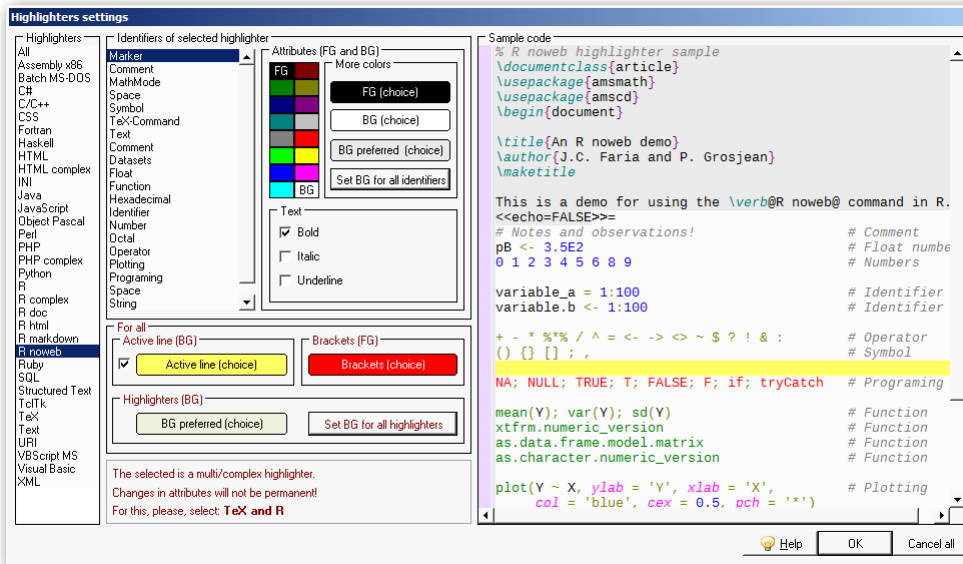 Highlighters settings
Highlighters
All
Assembly x86
Batch MS-DOS
C#
C/C++
CSS
Fortran
Haskell
HTML
HTML complex
INI
Java
JavaScript
Object Pascal
Perl
PHP
PHP complex
Python
R
R complex
R doc
R html
R markdown
R noweb
Ruby
SQL
Structured Text
TclTk
TeX
Text
URI
VBScript MS
Visual Basic
XML
Identifiers of selected highlighter
Marker
Comment
MathMode
Space
Symbol
TeX-Command
Text
Comment
Datasets
Float
Function
Hexadecimal
Identifier
Number
Octal
Operator
Plotting
Programing
Space
String
Attributes (FG and BG)
FG
BG
More colors
FG (choice)
BG (choice)
BG preferred (choice)
Set BG for all identifiers
Text
Bold
Italic
Underline
For all
Active line (BG)
Active line (choice)
Brackets (FG)
Brackets (choice)
Highlighters (BG)
BG preferred (choice)
Set BG for all highlighters
The selected is a multi/complex highlighter.
Changes in attributes will not be permanent!
For this, please, select: TeX and R
Sample code
% R noweb highlighter sample
\documentclass{article}
\usepackage{amsmath}
\usepackage{amscd}
\begin{document}
\title{An R noweb demo}
\author{J.C. Faria and P. Grosjean}
\maketitle
This is a demo for using the \verb@R noweb@ command in R.
<<echo=FALSE>>=
# Notes and observations! # Comment
pB <- 3.5E2 # Float numbe
0 1 2 3 4 5 6 8 9 # Numbers
variable_a = 1:100 # Identifier
variable.b <- 1:100 # Identifier
+ - * %*% / ^ = <- -> <> ~ $ ? ! & : # Operator
() {} [] ; , # Symbol
NA; NULL; TRUE; T; FALSE; F; if; tryCatch # Programing
mean(Y); var(Y); sd(Y) # Function
xtfrm.numeric_version # Function
as.data.frame.model.matrix # Function
as.character.numeric_version # Function
plot(Y ~ X, ylab = 'Y', xlab = 'X', # Plotting
col = 'blue', cex = 0.5, pch = '*')
Help
OK
Cancel all